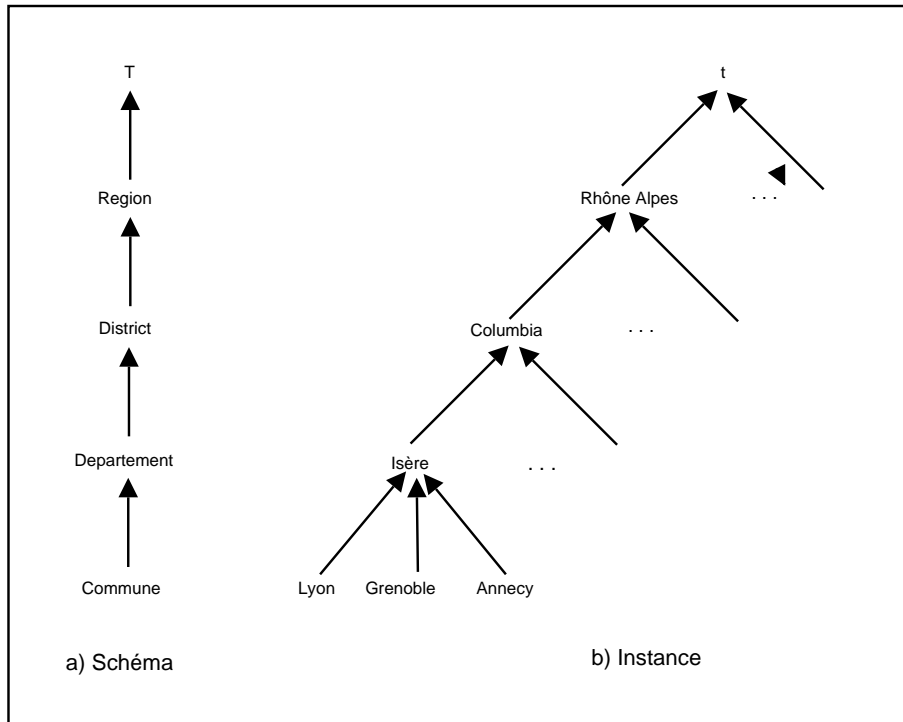 T
t
Region
Rhône Alpes
. . .
District
Columbia
. . .
Departement
Isère
. . .
Commune
Lyon
Grenoble
Annecy
a) Schéma
b) Instance